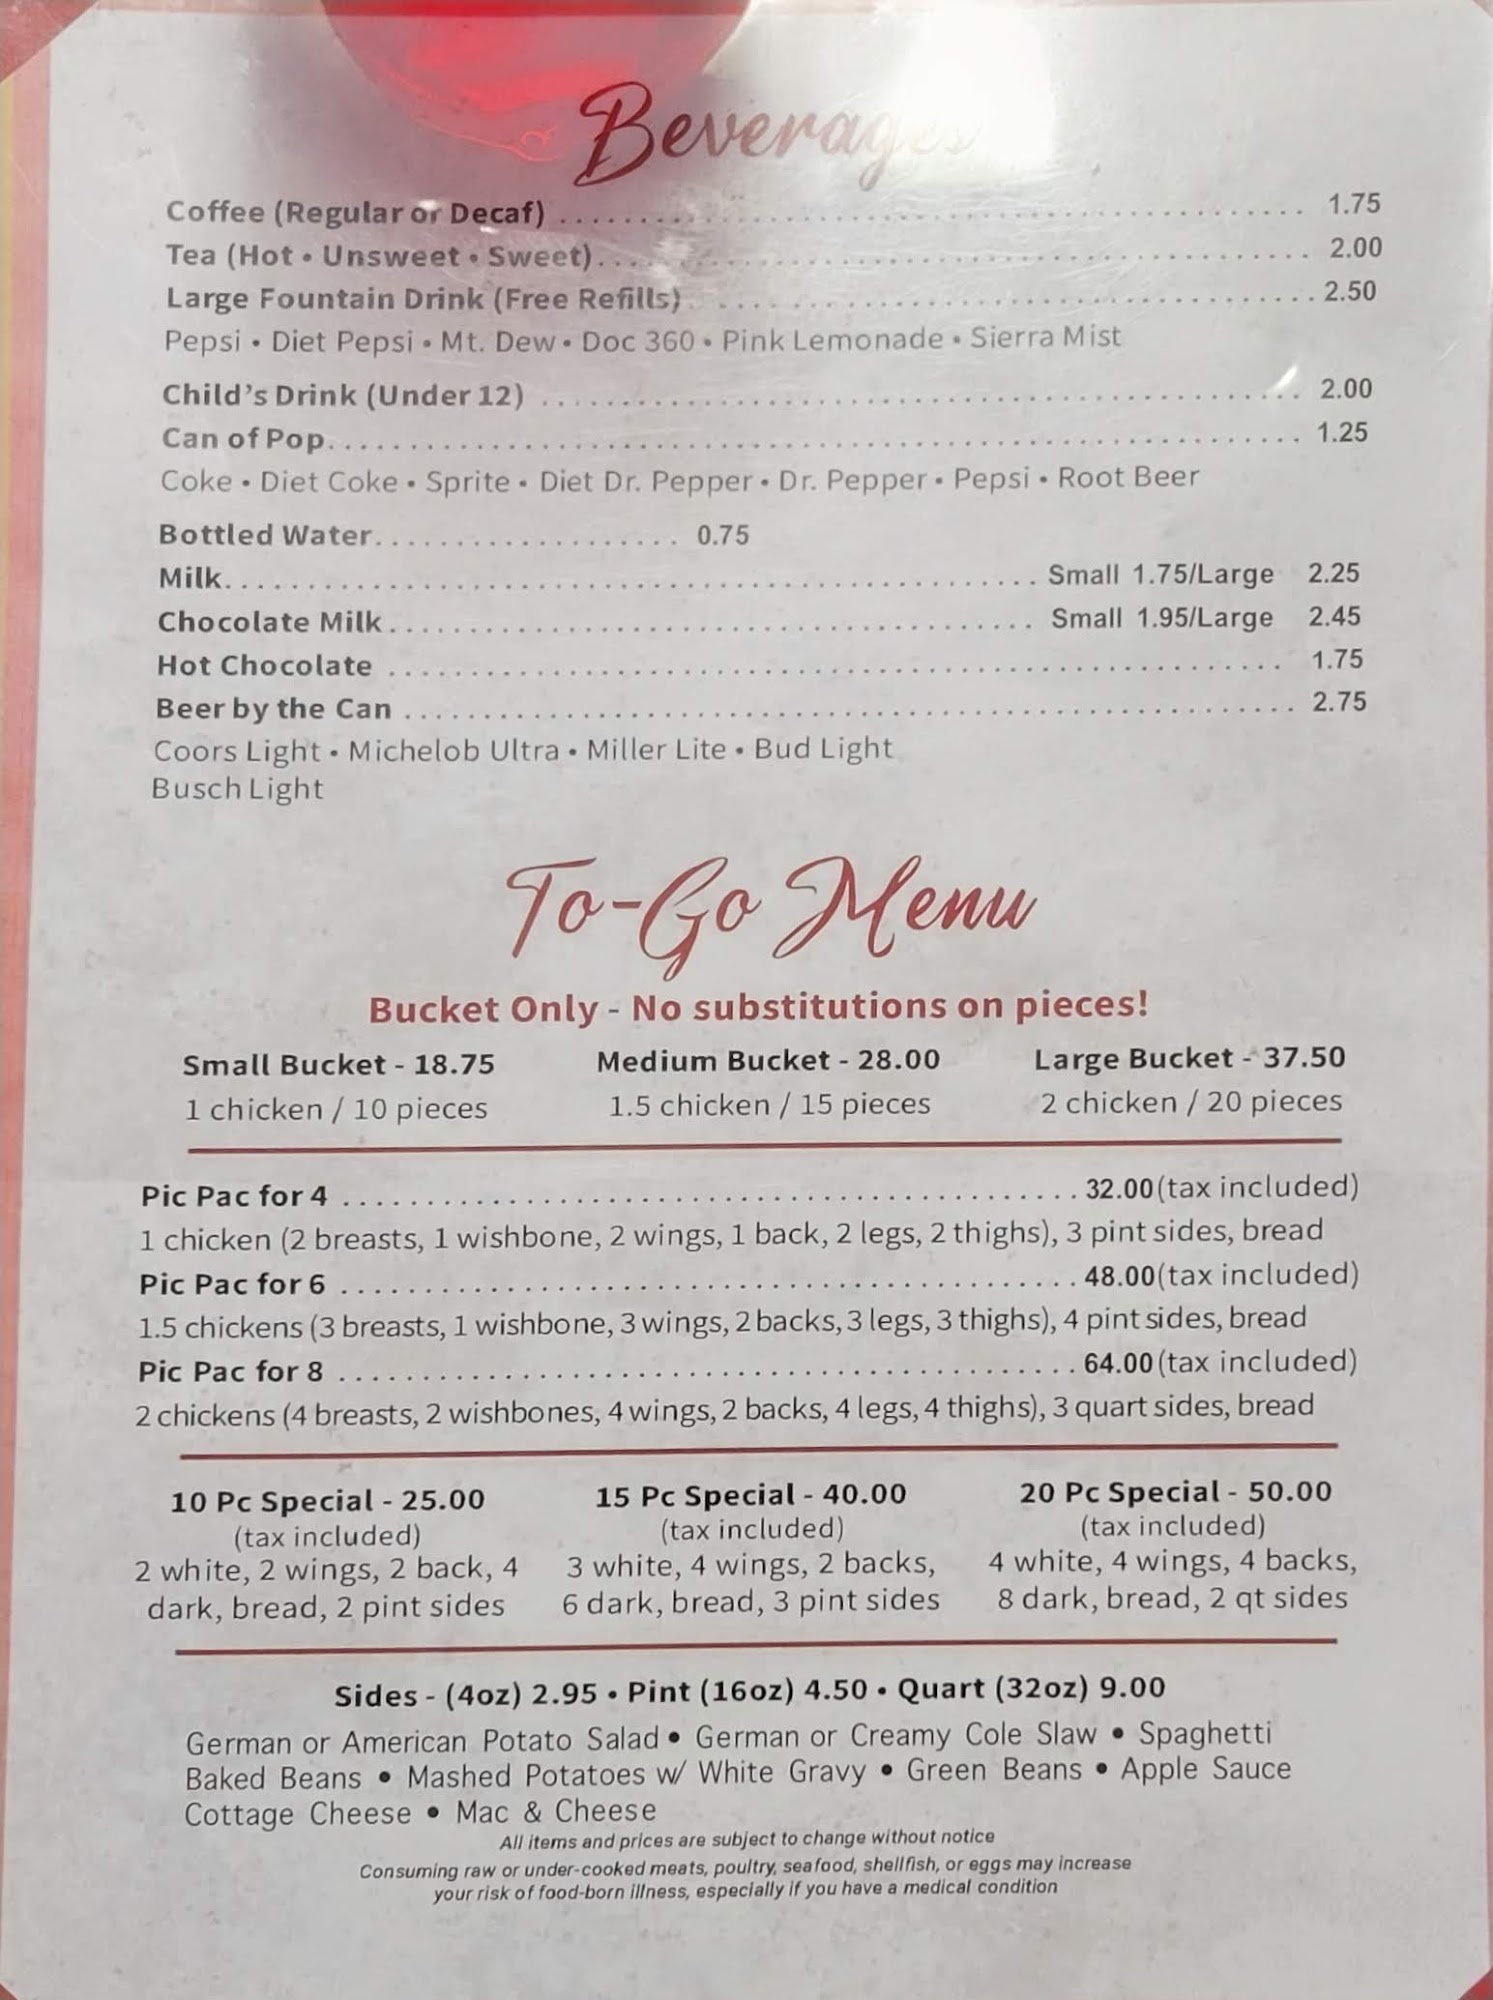 Beverages
Coffee (Regular or Decaf) 1.75
Tea (Hot • Unsweet • Sweet) 2.00
Large Fountain Drink (Free Refills) 2.50
Pepsi • Diet Pepsi • Mt. Dew • Doc 360 • Pink Lemonade • Sierra Mist
Child's Drink (Under 12) 2.00
Can of Pop 1.25
Coke • Diet Coke • Sprite • Diet Dr. Pepper • Dr. Pepper • Pepsi • Root Beer
Bottled Water 0.75
Milk Small 1.75/Large 2.25
Chocolate Milk Small 1.95/Large 2.45
Hot Chocolate 1.75
Beer by the Can 2.75
Coors Light • Michelob Ultra • Miller Lite • Bud Light
Busch Light
To-Go Menu
Bucket Only - No substitutions on pieces!
Small Bucket - 18.75 Medium Bucket - 28.00 Large Bucket - 37.50
1 chicken / 10 pieces 1.5 chicken / 15 pieces 2 chicken / 20 pieces
Pic Pac for 4 32.00 (tax included)
1 chicken (2 breasts, 1 wishbone, 2 wings, 1 back, 2 legs, 2 thighs), 3 pint sides, bread
Pic Pac for 6 48.00 (tax included)
1.5 chickens (3 breasts, 1 wishbone, 3 wings, 2 backs, 3 legs, 3 thighs), 4 pint sides, bread
Pic Pac for 8 64.00 (tax included)
2 chickens (4 breasts, 2 wishbones, 4 wings, 2 backs, 4 legs, 4 thighs), 3 quart sides, bread
10 Pc Special - 25.00 15 Pc Special - 40.00 20 Pc Special - 50.00
(tax included) (tax included) (tax included)
2 white, 2 wings, 2 back, 4 3 white, 4 wings, 2 backs, 4 white, 4 wings, 4 backs,
dark, bread, 2 pint sides 6 dark, bread, 3 pint sides 8 dark, bread, 2 qt sides
Sides - (4oz) 2.95 • Pint (16oz) 4.50 • Quart (32oz) 9.00
German or American Potato Salad • German or Creamy Cole Slaw • Spaghetti
Baked Beans • Mashed Potatoes w/ White Gravy • Green Beans • Apple Sauce
Cottage Cheese • Mac & Cheese
All items and prices are subject to change without notice
Consuming raw or under-cooked meats, poultry, seafood, shellfish, or eggs may increase
your risk of food-born illness, especially if you have a medical condition